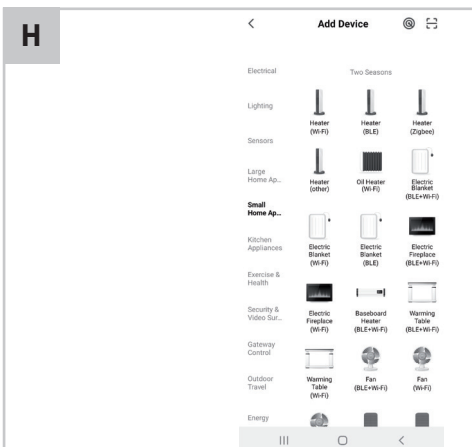 H
Add Device
Electrical
Lighting
Sensors
Large
Home Ap...
Small
Home Ap...
Kitchen
Appliances
Exercise &
Health
Security &
Video Sur...
Gateway
Control
Outdoor
Travel
Energy
Two Seasons
Heater
(Wi-Fi)
Heater
(BLE)
Heater
(Zigbee)
Heater
(other)
Oil Heater
(Wi-Fi)
Electric
Blanket
(BLE+Wi-Fi)
Electric
Blanket
(Wi-Fi)
Electric
Blanket
(BLE)
Electric
Fireplace
(BLE+Wi-Fi)
Electric
Fireplace
(Wi-Fi)
Baseboard
Heater
(BLE+Wi-Fi)
Warming
Table
(BLE+Wi-Fi)
Warming
Table
(Wi-Fi)
Fan
(BLE+Wi-Fi)
Fan
(Wi-Fi)